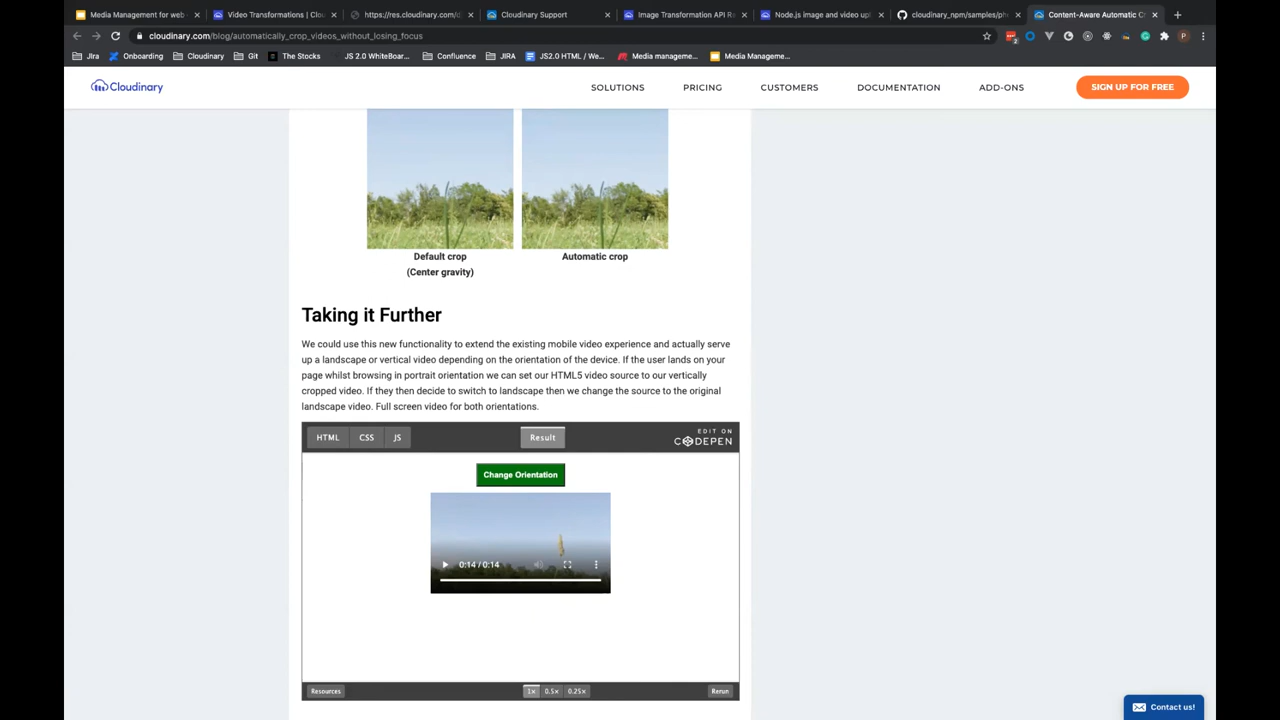 Media Management for web
Video Transformations | Clou
https://res.cloudinary.com/d
Cloudinary Support
Image Transformation API Re
Node.js image and video up
cloudinary_npm/samples/ph
Content-Aware Automatic C
cloudinary.com/blog/automatically_crop_videos_without_losing_focus
Jira
Onboarding
Cloudinary
Git
The Stocks
JS 2.0 WhiteBoar...
Confluence
JIRA
JS2.0 HTML / We...
Media manageme...
Media Manageme...
Cloudinary
SOLUTIONS
PRICING
CUSTOMERS
DOCUMENTATION
ADD-ONS
SIGN UP FOR FREE
Default crop
(Center gravity)
Automatic crop
Taking it Further
We could use this new functionality to extend the existing mobile video experience and actually serve
up a landscape or vertical video depending on the orientation of the device. If the user lands on your
page whilst browsing in portrait orientation we can set our HTML5 video source to our vertically
cropped video. If they then decide to switch to landscape then we change the source to the original
landscape video. Full screen video for both orientations.
HTML
CSS
JS
Result
EDIT ON
CODEPEN
Change Orientation
0:14 / 0:14
Resources
1×
0.5×
0.25×
Rerun
Contact us!